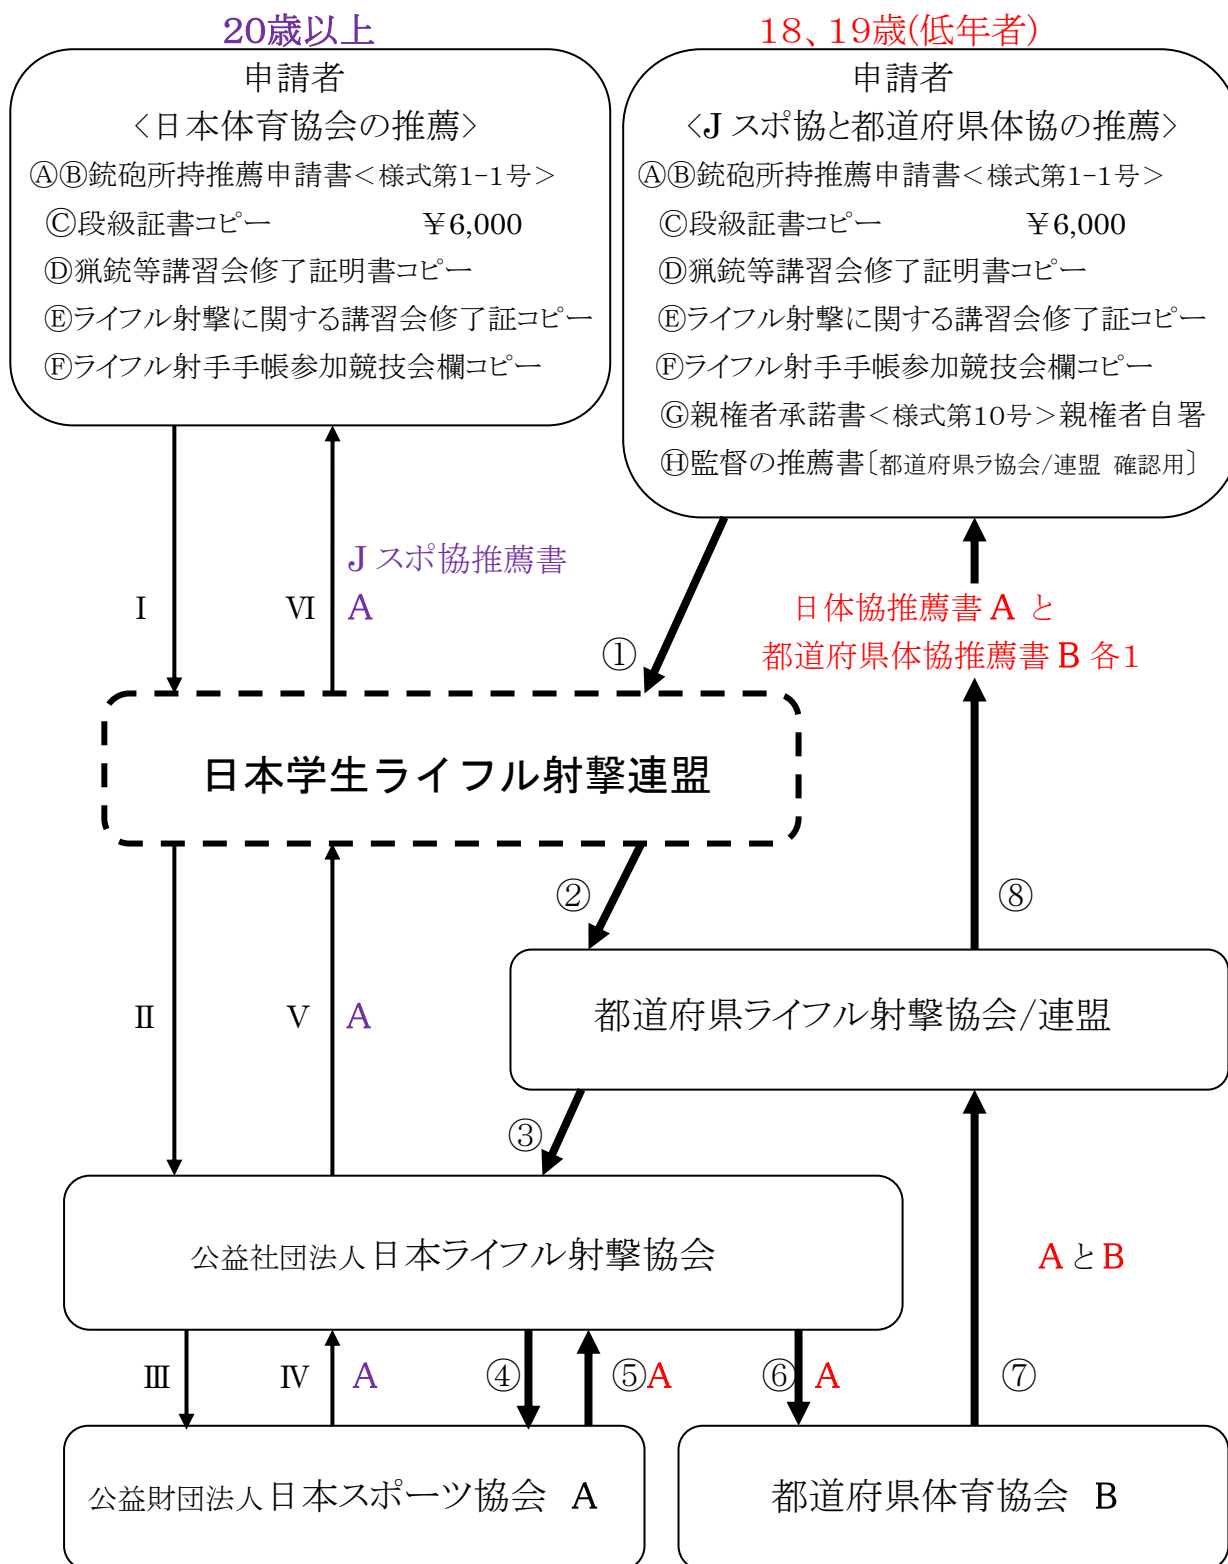 20歳以上
申請者
＜日本体育協会の推薦＞
ⒶⒷ銃砲所持推薦申請書＜様式第1-1号＞
Ⓒ段級証書コピー ￥6,000
Ⓓ猟銃等講習会修了証明書コピー
Ⓔライフル射撃に関する講習会修了証コピー
Ⓕライフル射手手帳参加競技会欄コピー
18、19歳(低年者)
申請者
＜Jスポ協と都道府県体協の推薦＞
ⒶⒷ銃砲所持推薦申請書＜様式第1-1号＞
Ⓒ段級証書コピー ￥6,000
Ⓓ猟銃等講習会修了証明書コピー
Ⓔライフル射撃に関する講習会修了証コピー
Ⓕライフル射手手帳参加競技会欄コピー
Ⓖ親権者承諾書＜様式第10号＞親権者自署
Ⓗ監督の推薦書〔都道府県ラ協会/連盟 確認用〕
Jスポ協推薦書
Ⅰ Ⅵ A
①
日体協推薦書 A と
都道府県体協推薦書 B 各1
日本学生ライフル射撃連盟
② ⑧
Ⅱ Ⅴ A
都道府県ライフル射撃協会/連盟
③
公益社団法人日本ライフル射撃協会
A と B
Ⅲ Ⅳ A ④ ⑤A ⑥ A ⑦
公益財団法人日本スポーツ協会 A
都道府県体育協会 B